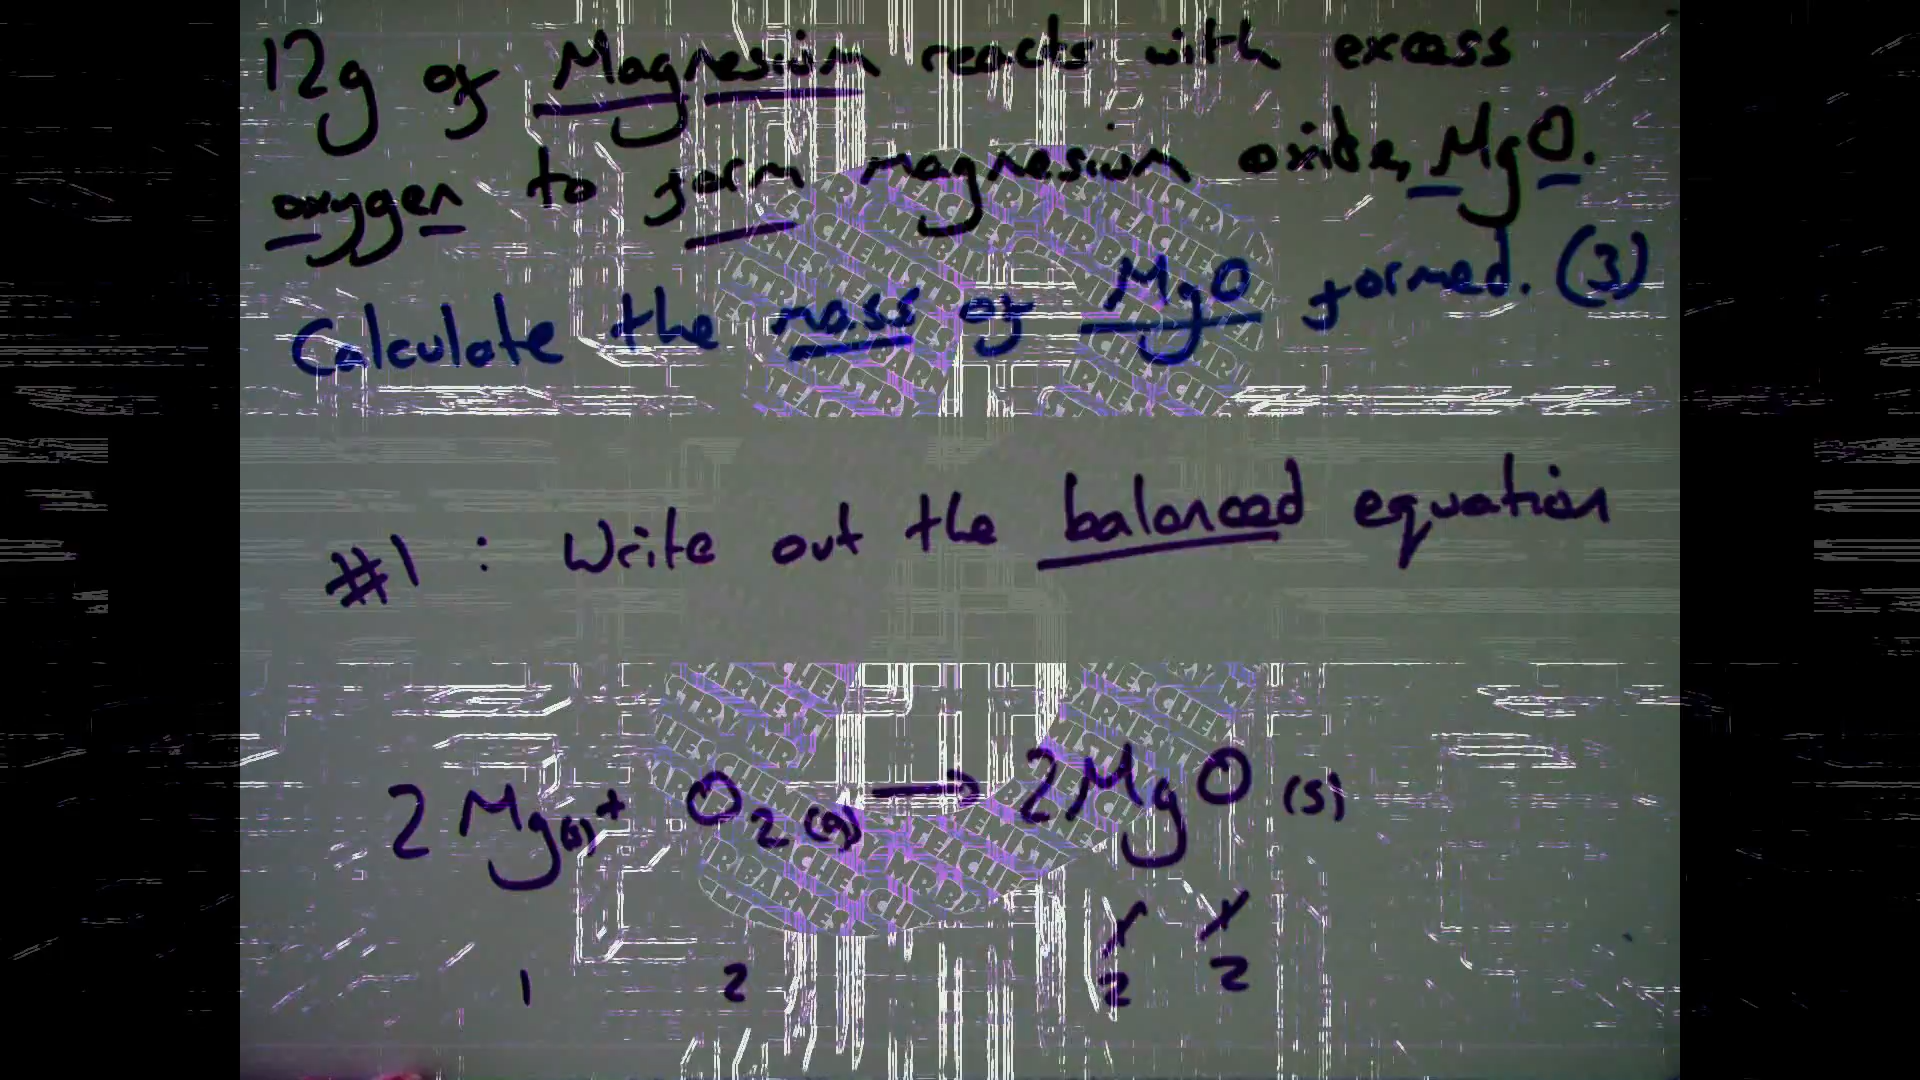 12g of Magnesium reacts with excess
oxygen to form magnesium oxide, MgO.
Calculate the mass of MgO formed. (3)
#1 : Write out the balanced equation
2 Mg(s) + O2 (g) → 2MgO (s)
1 2 2 2